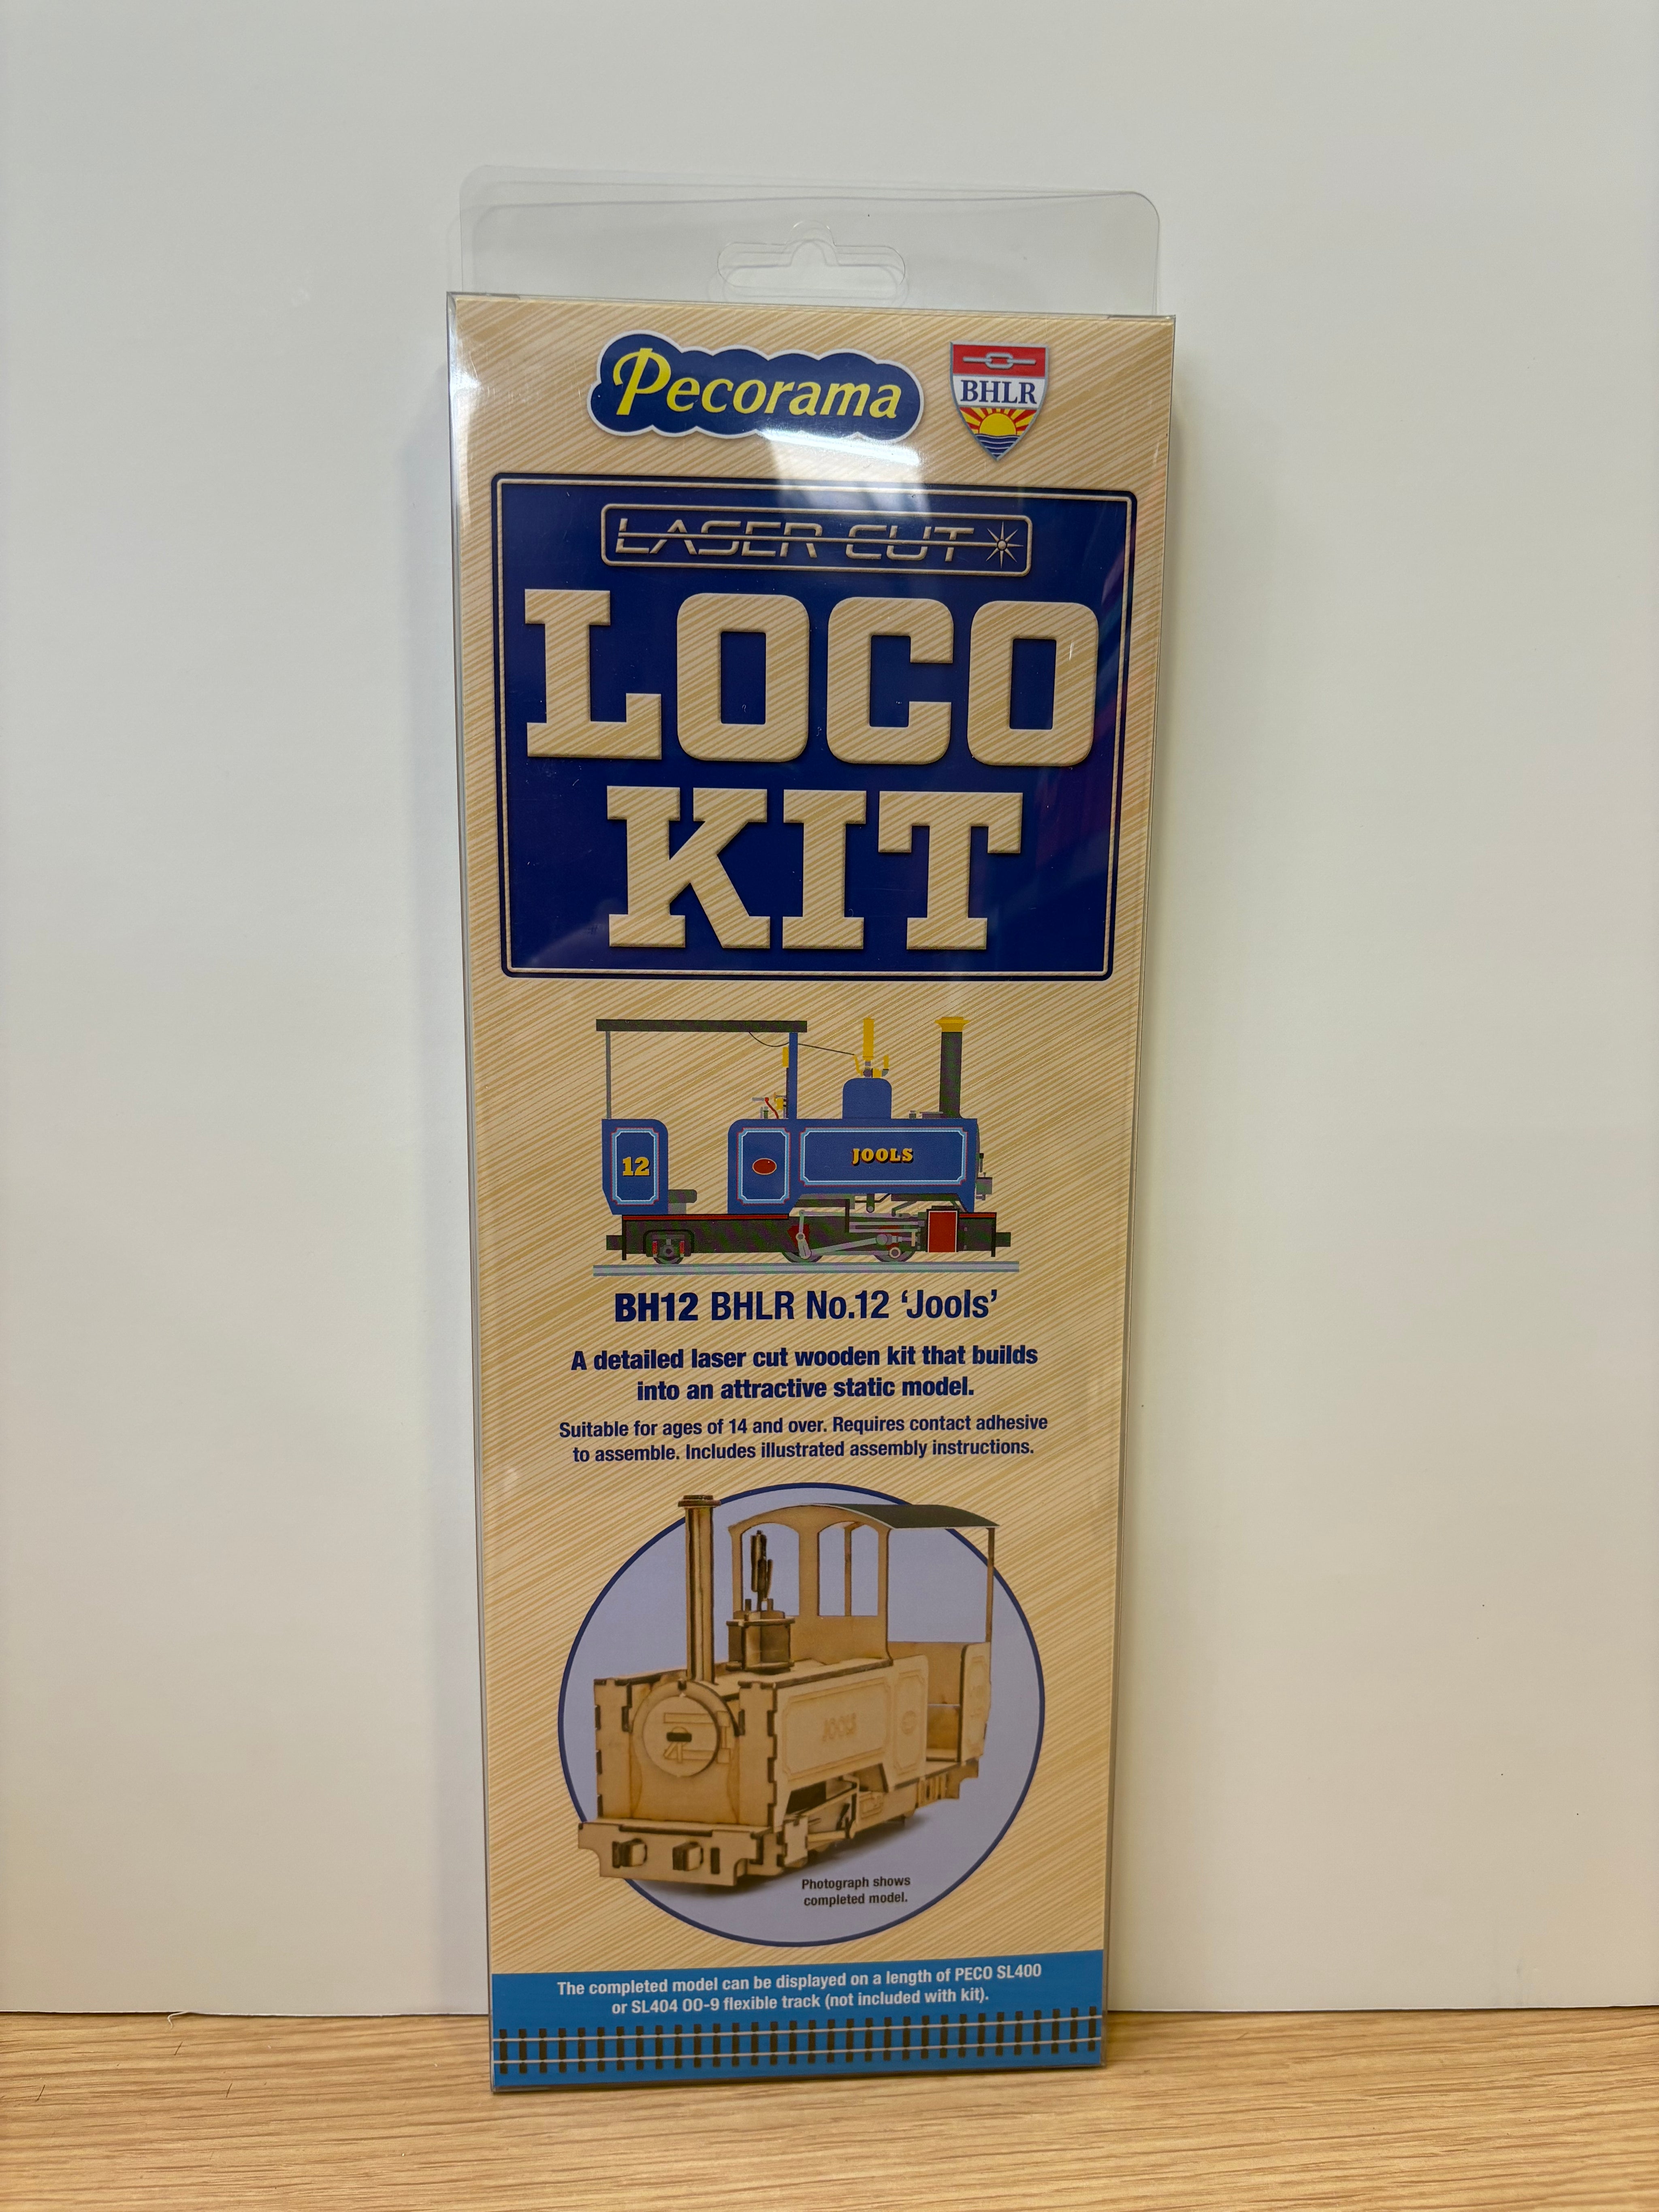 Pecorama
BHLR
LASER CUT
LOCO
KIT
12
JOOLS
BH12 BHLR No.12 ‘Jools’
A detailed laser cut wooden kit that builds
into an attractive static model.
Suitable for ages of 14 and over. Requires contact adhesive
to assemble. Includes illustrated assembly instructions.
JOOLS
Photograph shows
completed model.
The completed model can be displayed on a length of PECO SL400
or SL404 OO-9 flexible track (not included with kit).